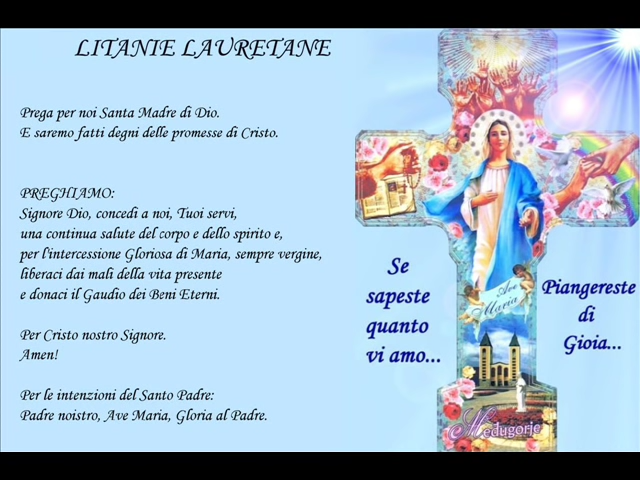 LITANIE LAURETANE
Prega per noi Santa Madre di Dio.
E saremo fatti degni delle promesse di Cristo.
PREGHIAMO:
Signore Dio, concedi a noi, Tuoi servi,
una continua salute del corpo e dello spirito e,
per l'intercessione Gloriosa di Maria, sempre vergine,
liberaci dai mali della vita presente
e donaci il Gaudio dei Beni Eterni.
Per Cristo nostro Signore.
Amen!
Per le intenzioni del Santo Padre:
Padre noistro, Ave Maria, Gloria al Padre.
Se
sapeste
quanto
vi amo...
Ave
Maria
Piangereste
di
Gioia...
Medugorje